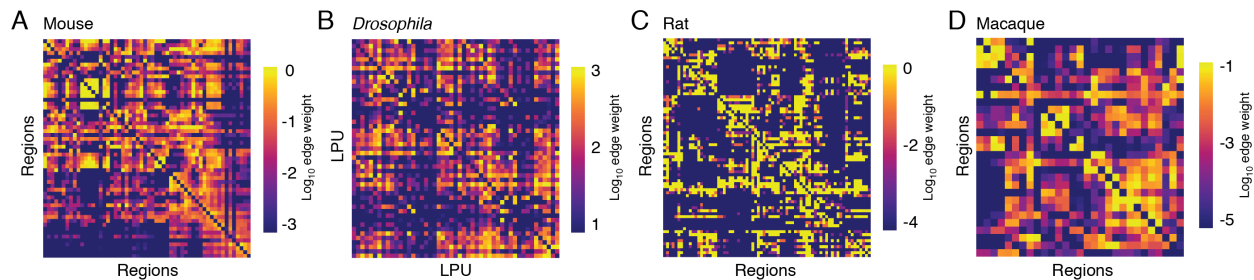 A Mouse
Regions
Regions
0
-1
-2
-3
Log10 edge weight
B Drosophila
LPU
LPU
3
2
1
Log10 edge weight
C Rat
Regions
Regions
0
-2
-4
Log10 edge weight
D Macaque
Regions
Regions
-1
-3
-5
Log10 edge weight